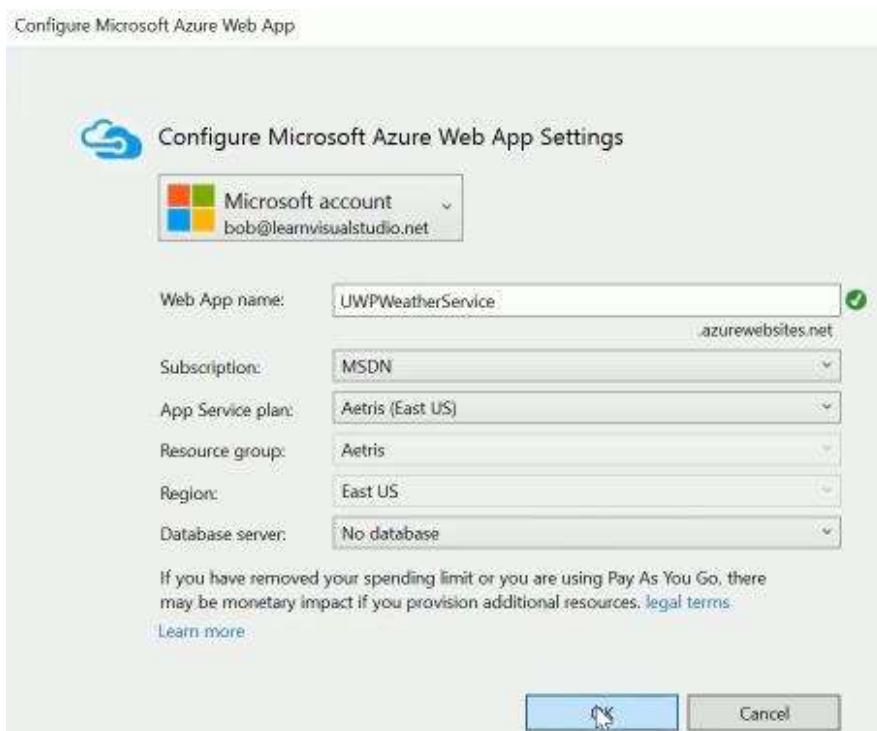 Configure Microsoft Azure Web App
Configure Microsoft Azure Web App Settings
Microsoft account
bob@learnvisualstudio.net
Web App name: UWPWeatherService
.azurewebsites.net
Subscription: MSDN
App Service plan: Aetris (East US)
Resource group: Aetris
Region: East US
Database server: No database
If you have removed your spending limit or you are using Pay As You Go, there
may be monetary impact if you provision additional resources. legal terms
Learn more
OK Cancel